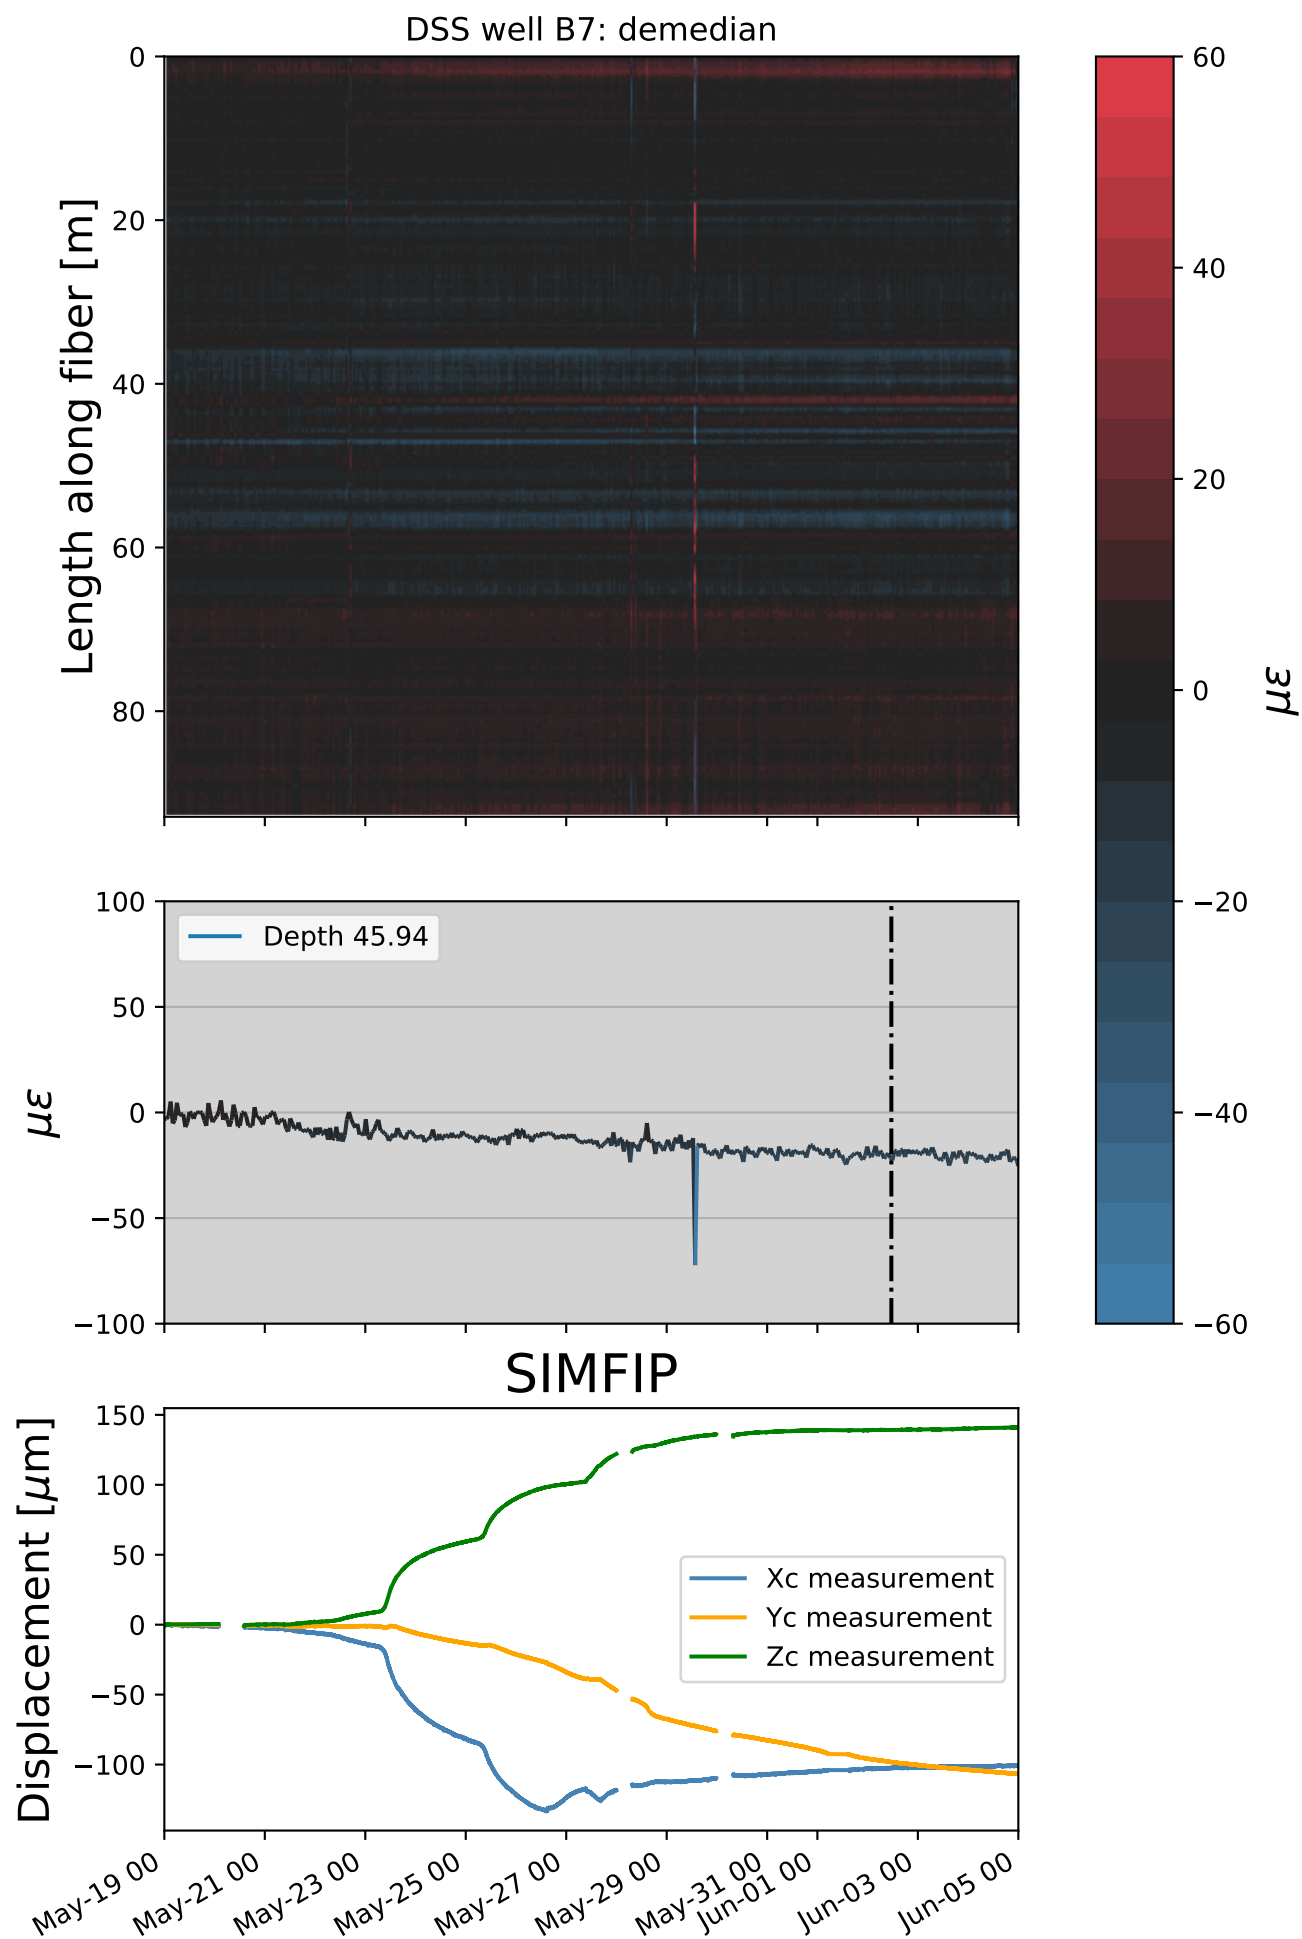 DSS well B7: demedian
0
20
40
60
80
Length along fiber [m]
60
40
20
0
−20
−40
−60
με
100
50
0
−50
−100
με
Depth 45.94
SIMFIP
150
100
50
0
−50
−100
Displacement [μm]
Xc measurement
Yc measurement
Zc measurement
May-19 00
May-21 00
May-23 00
May-25 00
May-27 00
May-29 00
May-31 00
Jun-01 00
Jun-03 00
Jun-05 00